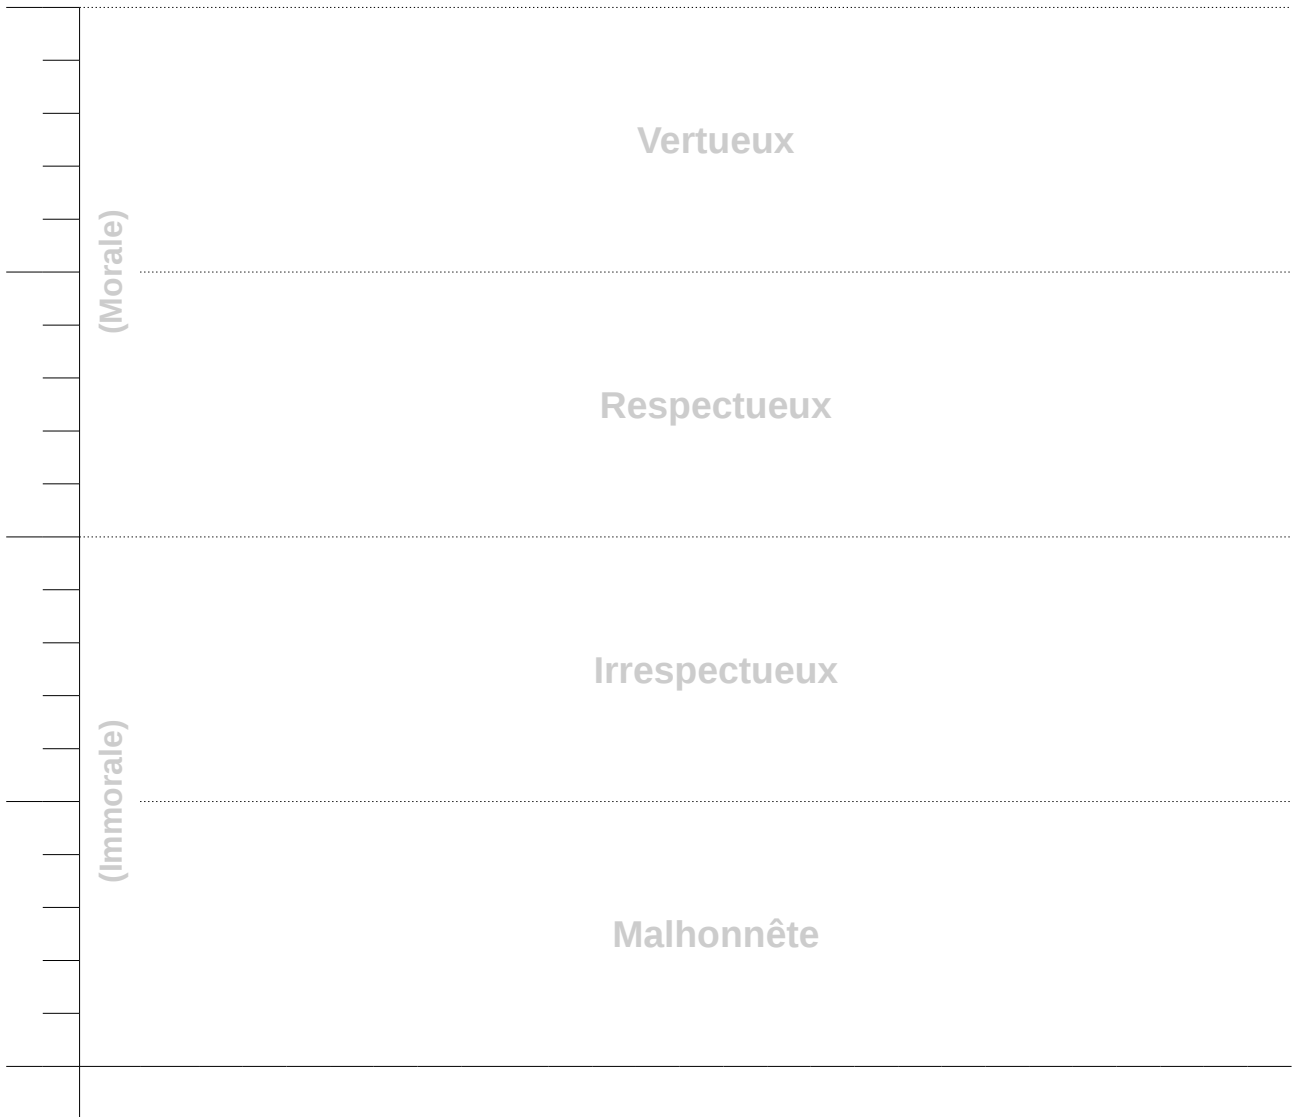 Vertueux
(Morale)
Respectueux
Irrespectueux
(Immorale)
Malhonnête